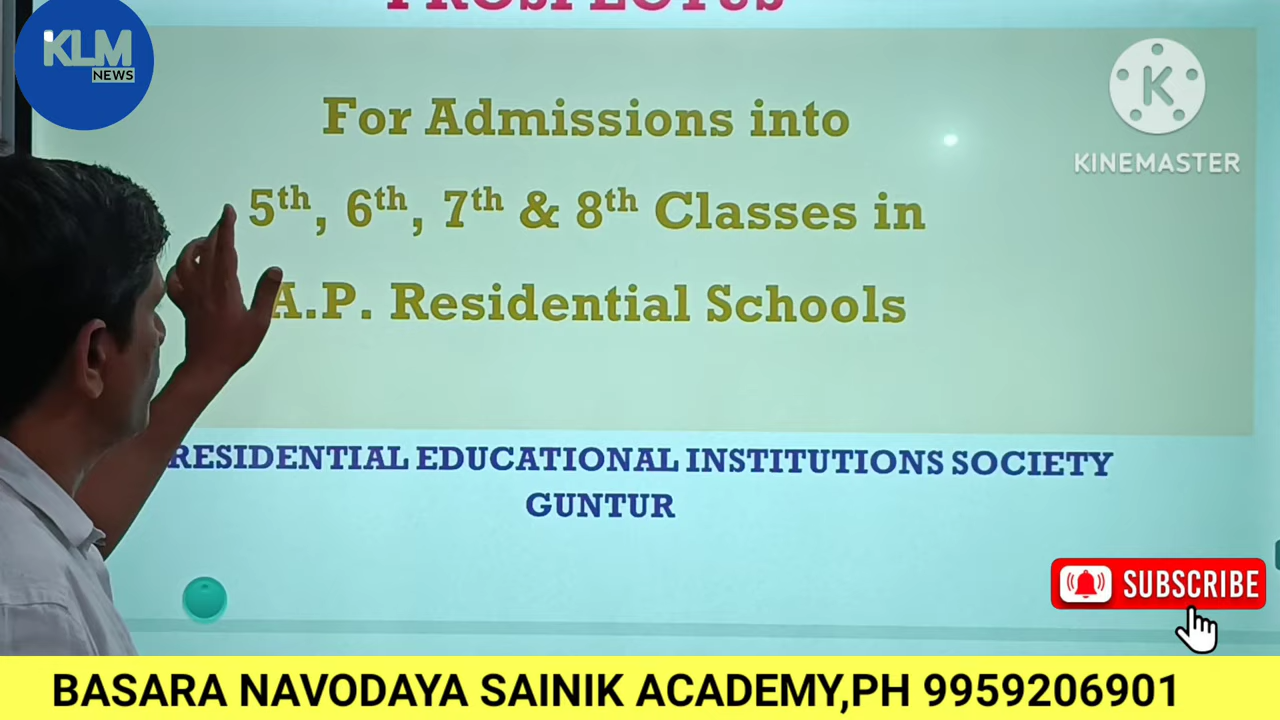 PROSPECTUS
KLM
NEWS
For Admissions into
K
KINEMASTER
5th, 6th, 7th & 8th Classes in
A.P. Residential Schools
RESIDENTIAL EDUCATIONAL INSTITUTIONS SOCIETY
GUNTUR
SUBSCRIBE
BASARA NAVODAYA SAINIK ACADEMY,PH 9959206901